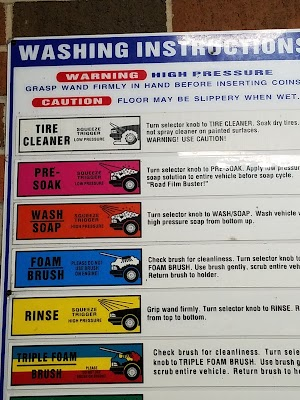 WASHING INSTRUCTIONS
WARNING HIGH PRESSURE
GRASP WAND FIRMLY IN HAND BEFORE INSERTING COINS
CAUTION FLOOR MAY BE SLIPPERY WHEN WET.
TIRE CLEANER
SQUEEZE TRIGGER
LOW PRESSURE
Turn selector knob to TIRE CLEANER. Soak dry tires.
not spray cleaner on painted surfaces.
WARNING! USE CAUTION!
PRE-SOAK
SQUEEZE TRIGGER
LOW PRESSURE
Turn selector knob to PRE-SOAK. Apply low pressure
soap solution to entire vehicle before soap cycle.
"Road Film Buster!"
WASH SOAP
SQUEEZE TRIGGER
HIGH PRESSURE
Turn selector knob to WASH/SOAP. Wash vehicle
high pressure soap from bottom up.
FOAM BRUSH
PLEASE DO NOT USE BRUSH
Check brush for cleanliness. Turn selector knob to
FOAM BRUSH. Use brush gently, scrub entire
Return brush to holder.
RINSE
SQUEEZE TRIGGER
HIGH PRESSURE
Grip wand firmly. Turn selector knob to RINSE.
from top to bottom.
TRIPLE FOAM BRUSH
PLEASE
Check brush for cleanliness. Turn
knob to TRIPLE FOAM BRUSH. Use brush
scrub entire vehicle. Return brush to